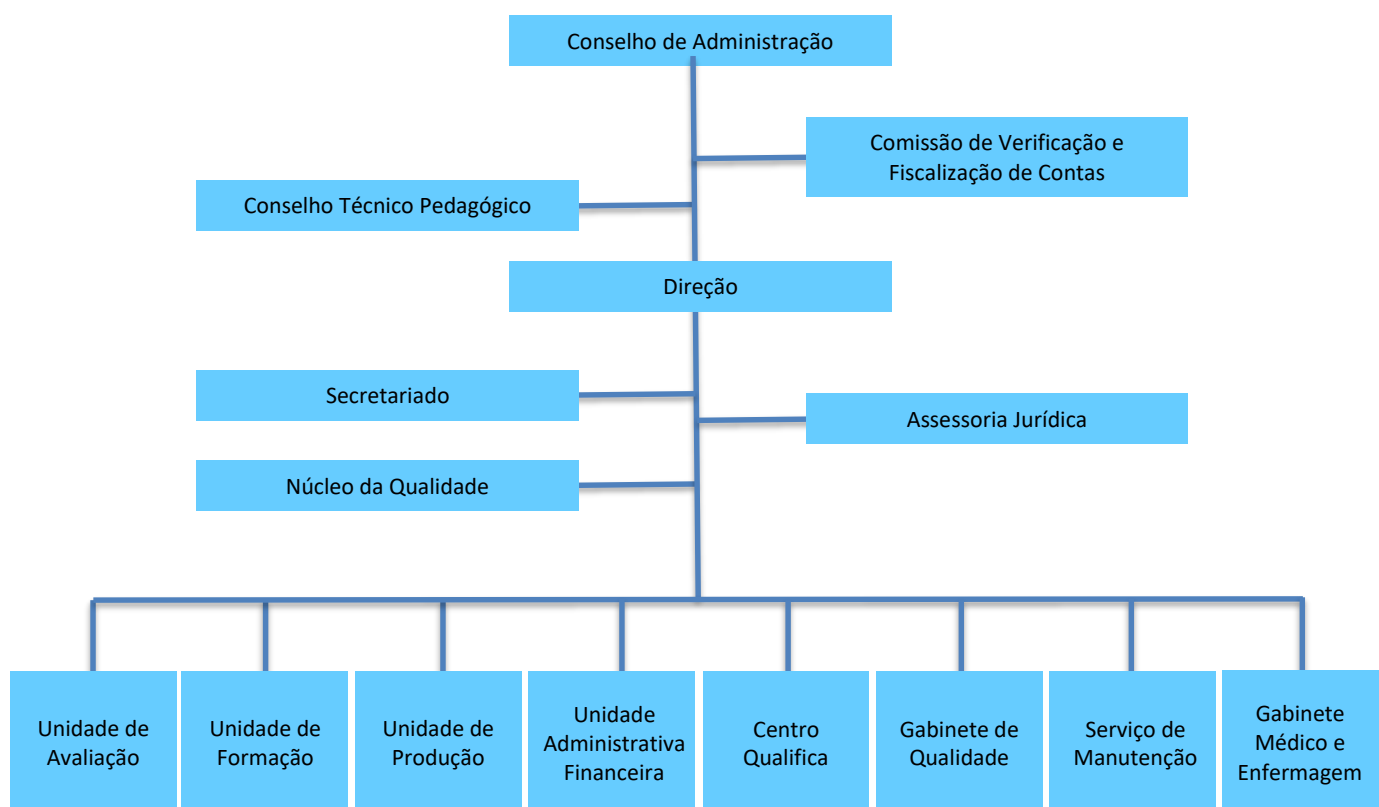 Conselho de Administração
Comissão de Verificação e
Fiscalização de Contas
Conselho Técnico Pedagógico
Direção
Secretariado
Assessoria Jurídica
Núcleo da Qualidade
Unidade de
Avaliação
Unidade de
Formação
Unidade de
Produção
Unidade
Administrativa
Financeira
Centro
Qualifica
Gabinete de
Qualidade
Serviço de
Manutenção
Gabinete
Médico e
Enfermagem